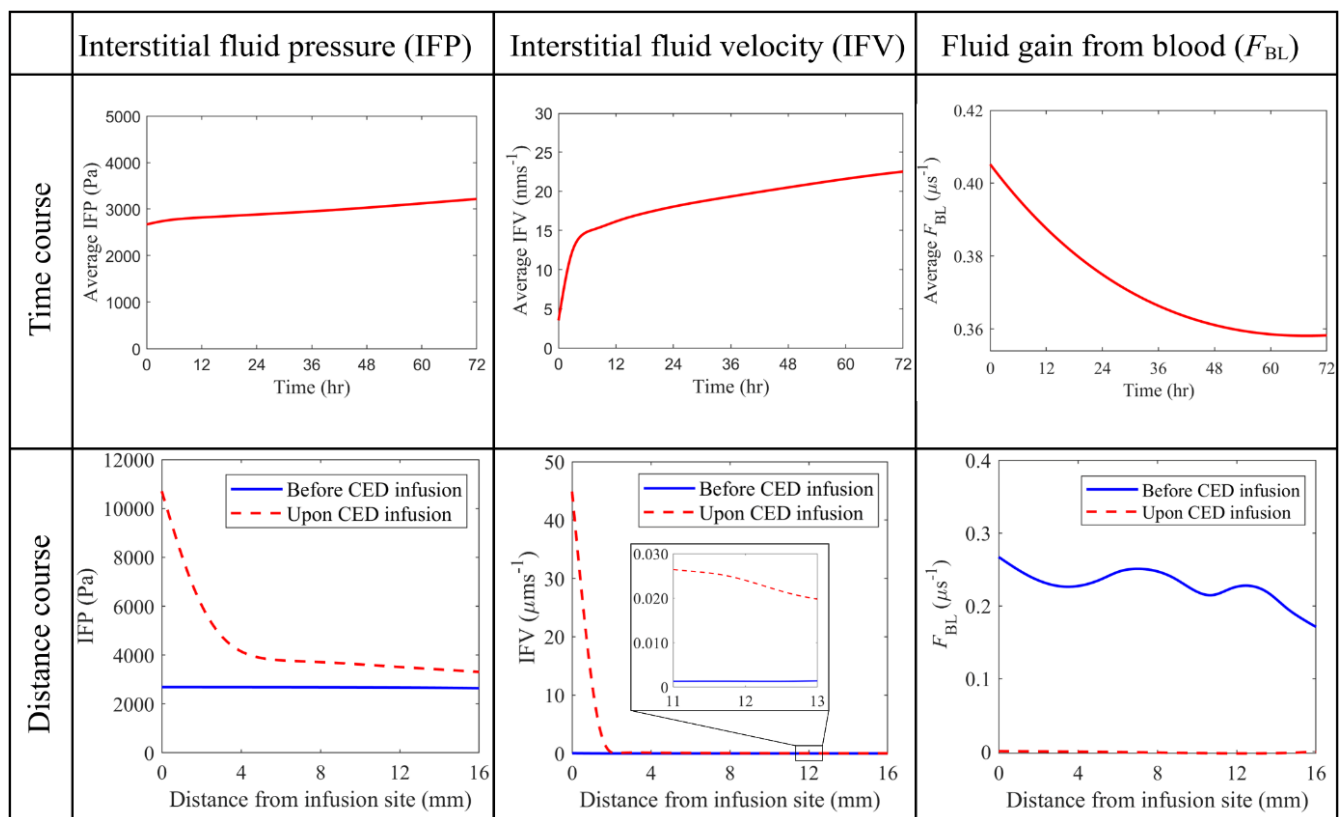 Interstitial fluid pressure (IFP)
Interstitial fluid velocity (IFV)
Fluid gain from blood (F_BL)
Time course
Average IFP (Pa)
5000
4000
3000
2000
1000
0
0 12 24 36 48 60 72
Time (hr)
Average IFV (nms⁻¹)
30
25
20
15
10
5
0
0 12 24 36 48 60 72
Time (hr)
Average F_BL (μs⁻¹)
0.42
0.40
0.38
0.36
0 12 24 36 48 60 72
Time (hr)
Distance course
IFP (Pa)
12000
10000
8000
6000
4000
2000
0
Before CED infusion
Upon CED infusion
0 4 8 12 16
Distance from infusion site (mm)
IFV (μms⁻¹)
50
45
40
30
20
10
0
Before CED infusion
Upon CED infusion
0.030
0.020
0.010
0
11 12 13
0 4 8 12 16
Distance from infusion site (mm)
F_BL (μs⁻¹)
0.4
0.3
0.2
0.1
0
Before CED infusion
Upon CED infusion
0 4 8 12 16
Distance from infusion site (mm)